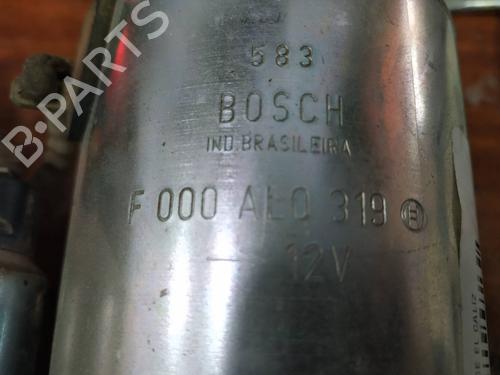 583
BOSCH
IND.BRASILEIRA
F 000 AL0 319 E
12V
B-PARTS